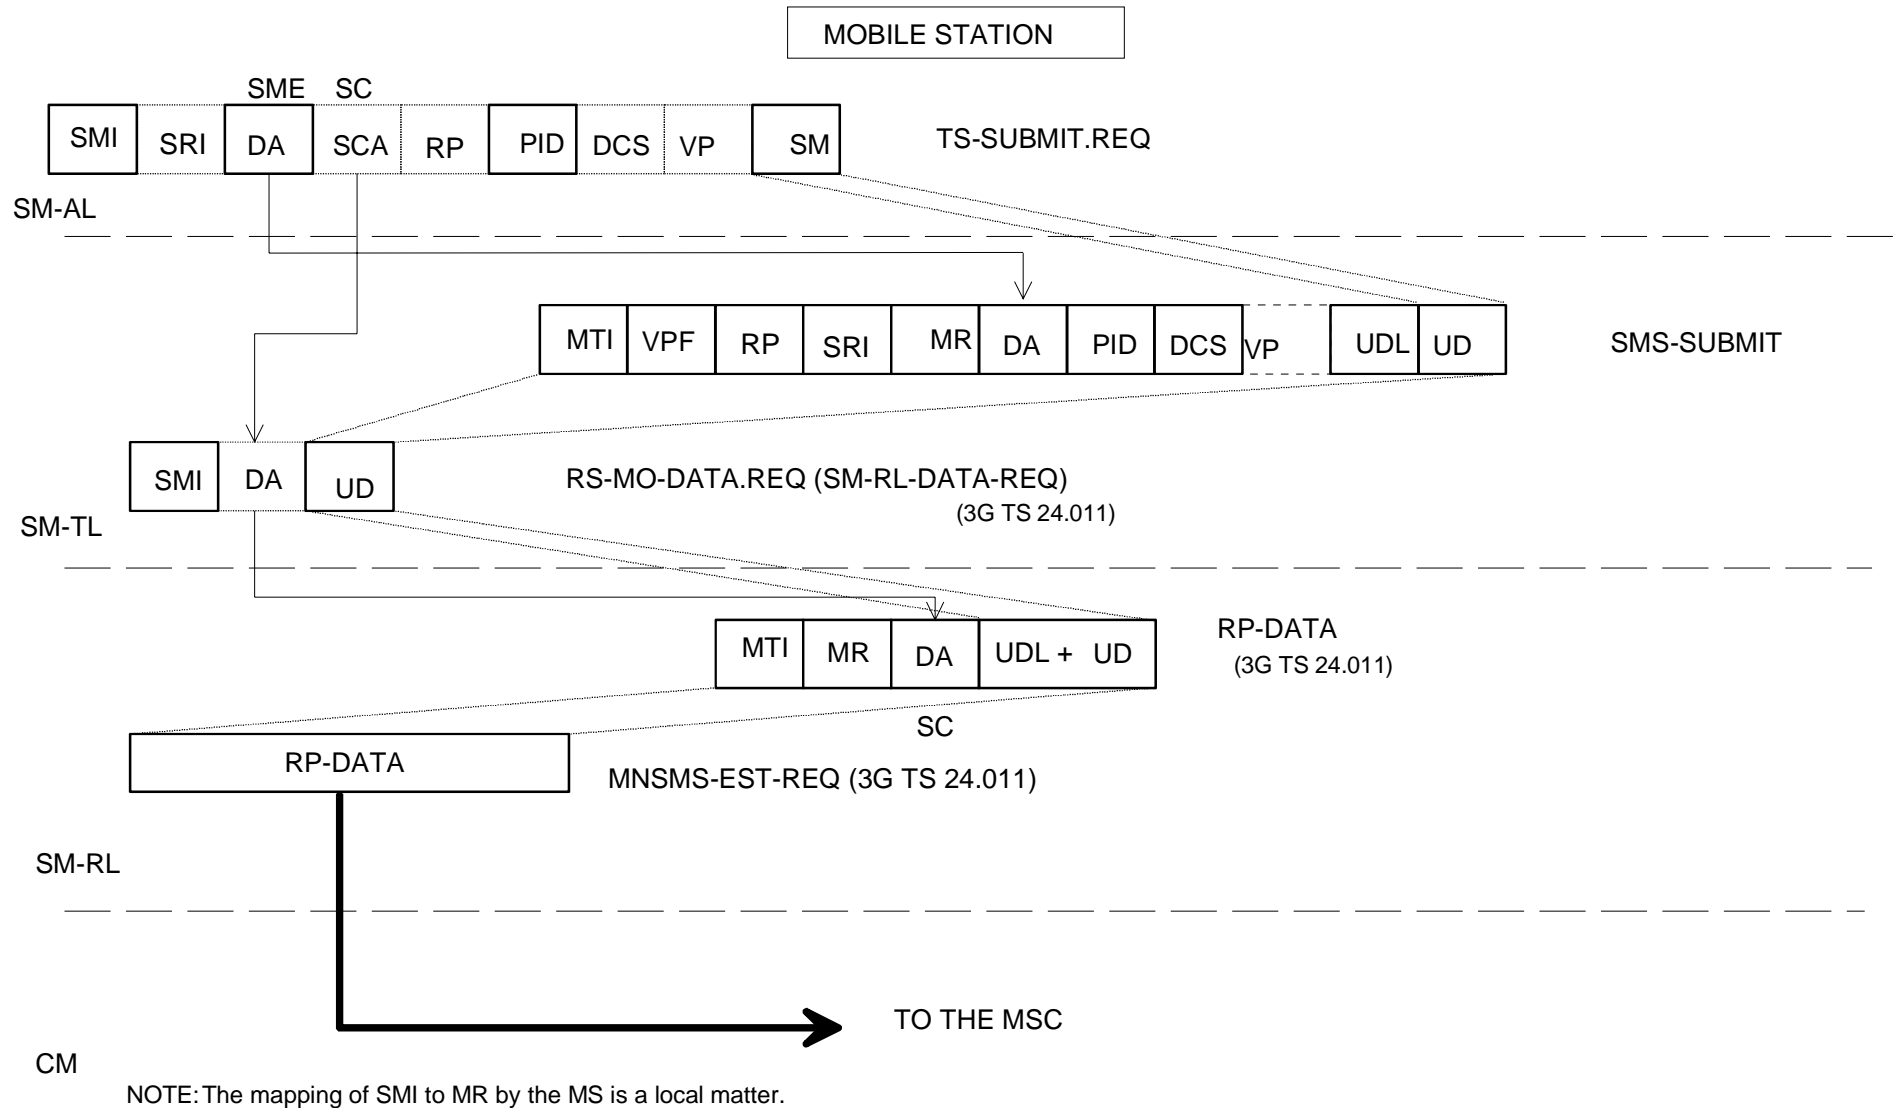 MOBILE STATION
SME SC
SMI SRI DA SCA RP PID DCS VP SM TS-SUBMIT.REQ
SM-AL
MTI VPF RP SRI MR DA PID DCS VP UDL UD SMS-SUBMIT
SMI DA UD RS-MO-DATA.REQ (SM-RL-DATA-REQ)
(3G TS 24.011)
SM-TL
MTI MR DA UDL + UD RP-DATA
(3G TS 24.011)
SC
RP-DATA MNSMS-EST-REQ (3G TS 24.011)
SM-RL
TO THE MSC
CM
NOTE: The mapping of SMI to MR by the MS is a local matter.